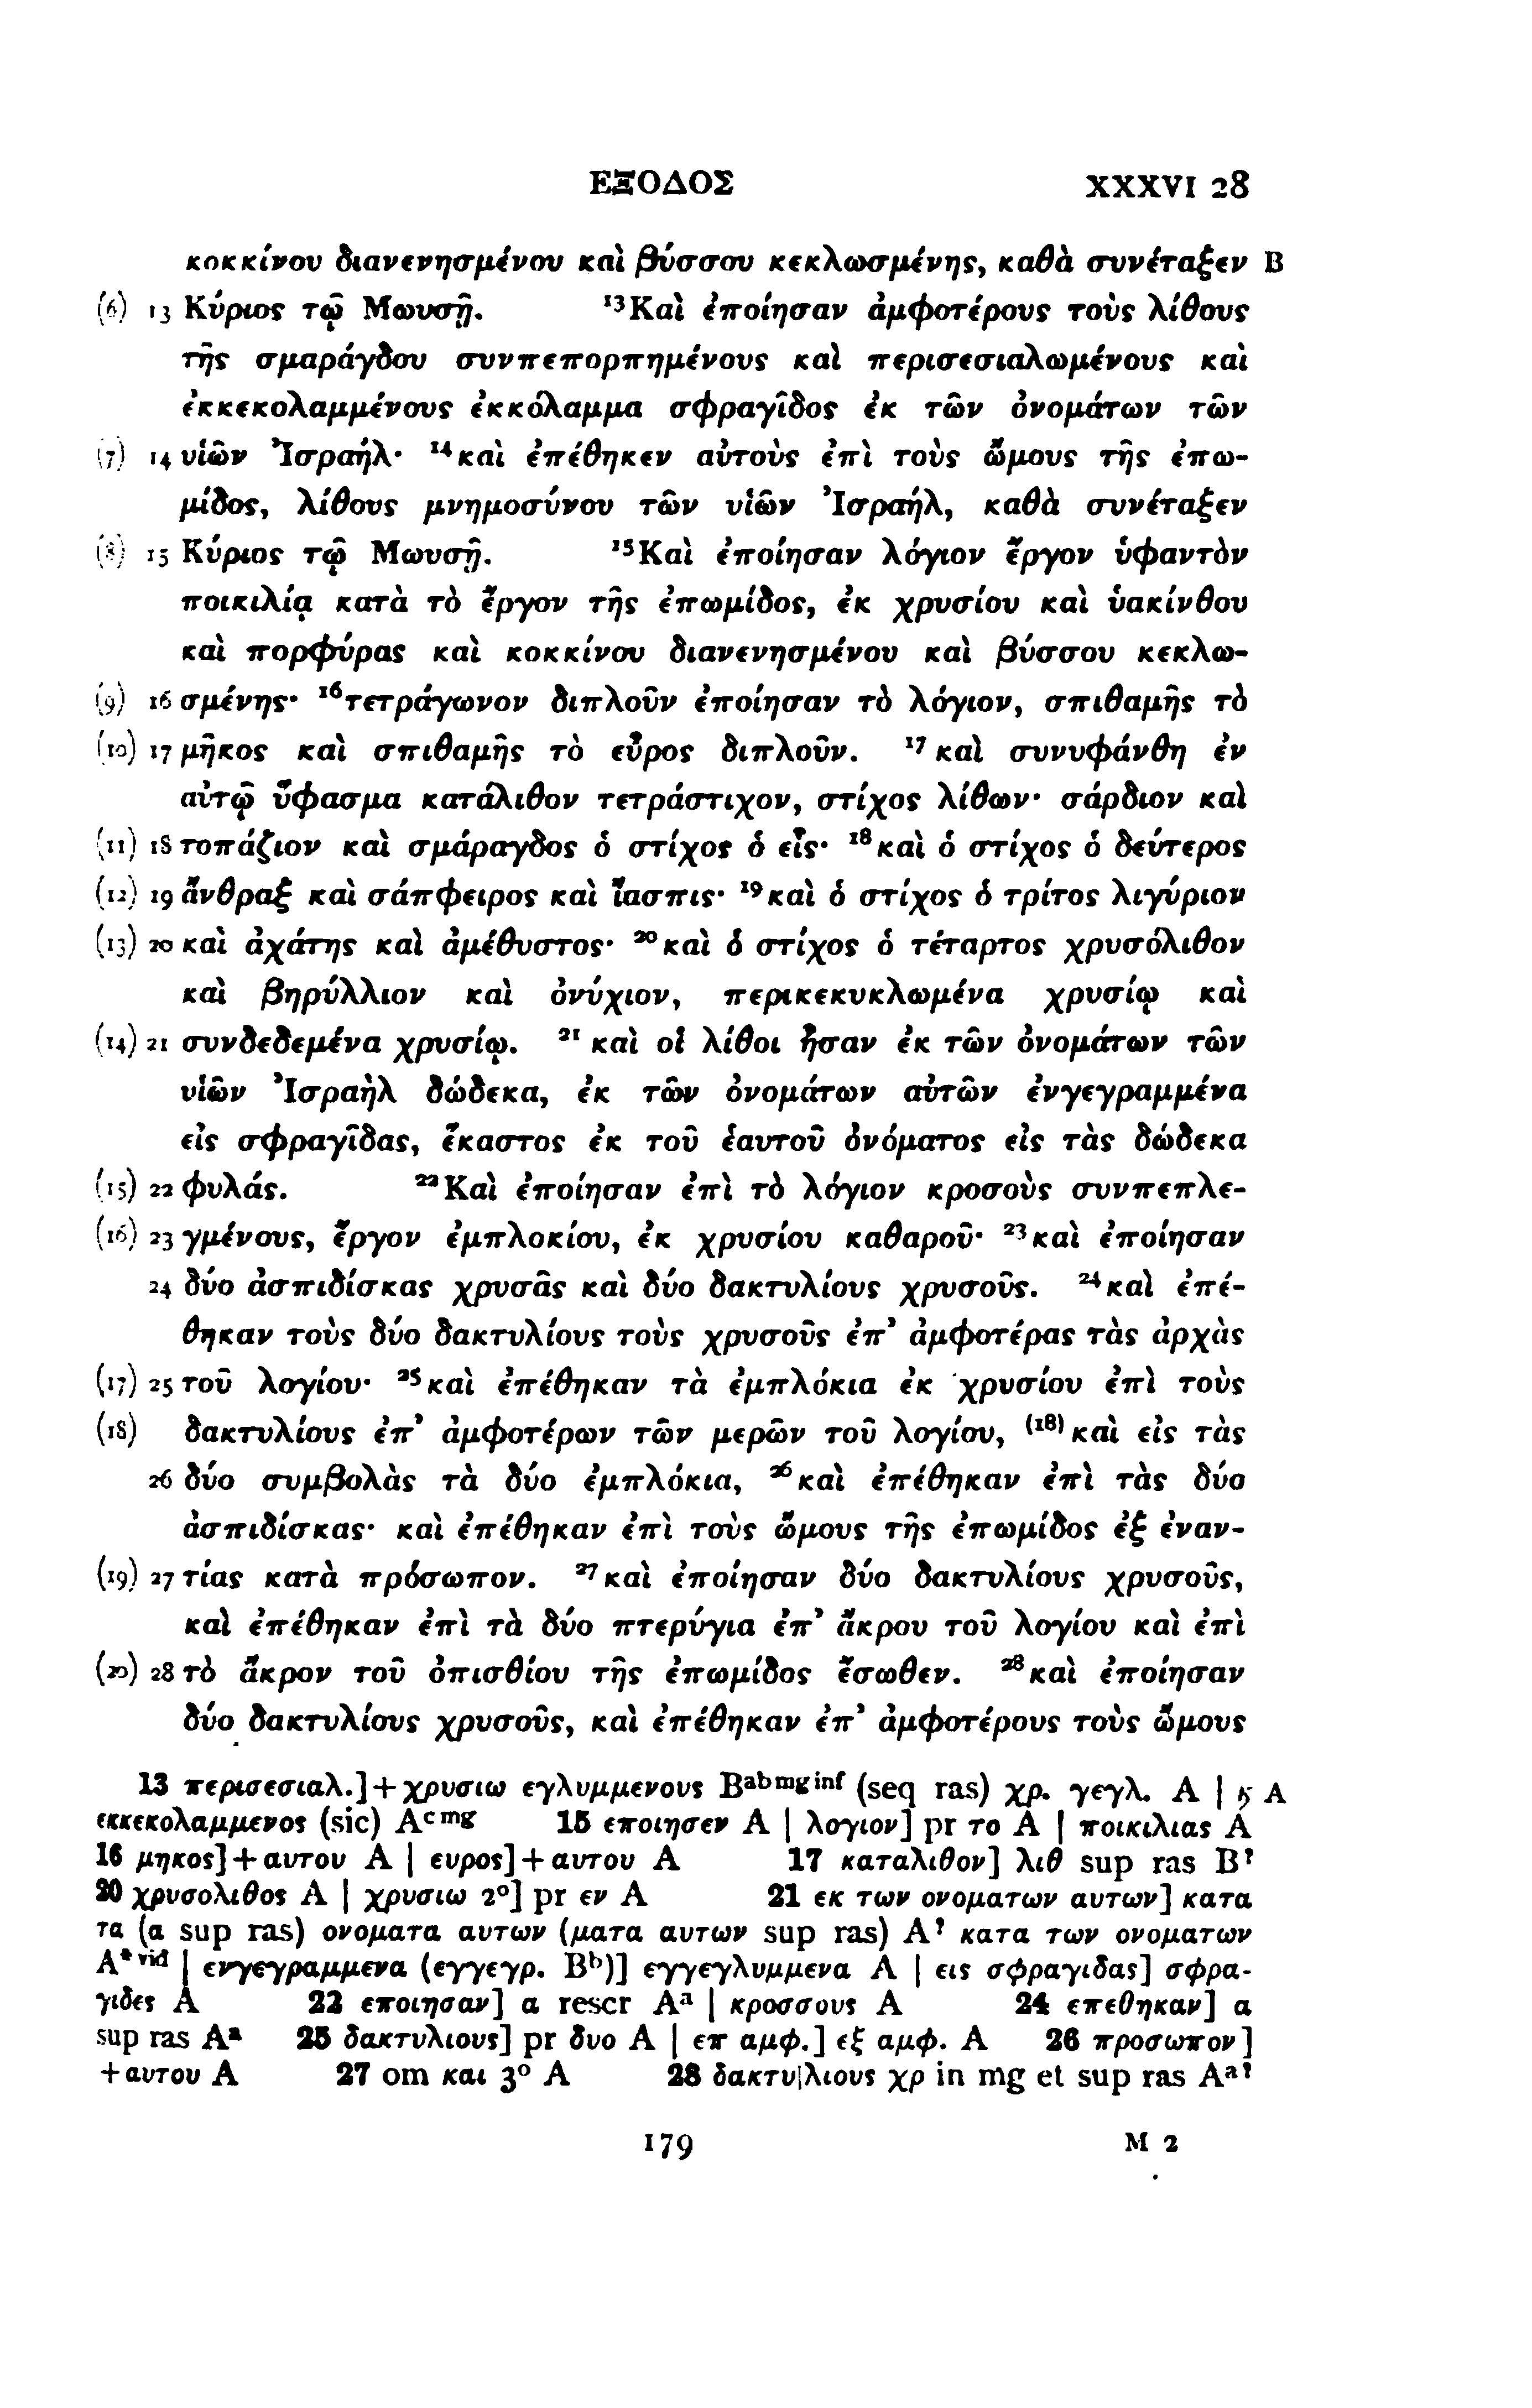 ΕΞΟΔΟΣ XXXVI 28
κοκκίνου διανενησμένου καὶ βύσσου κεκλωσμένης, καθὰ συνέταξεν B
(6) 13 Κύριος τῷ Μωυσῇ. ¹³Καὶ ἐποίησαν ἀμφοτέρους τοὺς λίθους
τῆς σμαράγδου συνπεπορπημένους καὶ περισεσιαλωμένους καὶ
ἐκκεκολαμμένους ἐκκόλαμμα σφραγῖδος ἐκ τῶν ὀνομάτων τῶν
(7) 14 υἱῶν Ἰσραήλ· ¹⁴καὶ ἐπέθηκεν αὐτοὺς ἐπὶ τοὺς ὤμους τῆς ἐπω-
μίδος, λίθους μνημοσύνου τῶν υἱῶν Ἰσραήλ, καθὰ συνέταξεν
(8) 15 Κύριος τῷ Μωυσῇ. ¹⁵Καὶ ἐποίησαν λόγιον ἔργον ὑφαντὸν
ποικιλίᾳ κατὰ τὸ ἔργον τῆς ἐπωμίδος, ἐκ χρυσίου καὶ ὑακίνθου
καὶ πορφύρας καὶ κοκκίνου διανενησμένου καὶ βύσσου κεκλω-
(9) 16 σμένης· ¹⁶τετράγωνον διπλοῦν ἐποίησαν τὸ λόγιον, σπιθαμῆς τὸ
(10) 17 μῆκος καὶ σπιθαμῆς τὸ εὖρος διπλοῦν. ¹⁷καὶ συνυφάνθη ἐν
αὐτῷ ὕφασμα κατάλιθον τετράστιχον, στίχος λίθων· σάρδιον καὶ
(11) 18 τοπάζιον καὶ σμάραγδος ὁ στίχος ὁ εἷς· ¹⁸καὶ ὁ στίχος ὁ δεύτερος
(12) 19 ἄνθραξ καὶ σάπφειρος καὶ ἴασπις· ¹⁹καὶ ὁ στίχος ὁ τρίτος λιγύριον
(13) 20 καὶ ἀχάτης καὶ ἀμέθυστος· ²⁰καὶ ὁ στίχος ὁ τέταρτος χρυσόλιθον
καὶ βηρύλλιον καὶ ὀνύχιον, περικεκυκλωμένα χρυσίῳ καὶ
(14) 21 συνδεδεμένα χρυσίῳ. ²¹καὶ οἱ λίθοι ἦσαν ἐκ τῶν ὀνομάτων τῶν
υἱῶν Ἰσραὴλ δώδεκα, ἐκ τῶν ὀνομάτων αὐτῶν ἐνγεγραμμένα
εἰς σφραγῖδας, ἕκαστος ἐκ τοῦ ἑαυτοῦ ὀνόματος εἰς τὰς δώδεκα
(15) 22 φυλάς. ²²Καὶ ἐποίησαν ἐπὶ τὸ λόγιον κροσοὺς συνπεπλε-
(16) 23 γμένους, ἔργον ἐμπλοκίου, ἐκ χρυσίου καθαροῦ· ²³καὶ ἐποίησαν
24 δύο ἀσπιδίσκας χρυσᾶς καὶ δύο δακτυλίους χρυσοῦς. ²⁴καὶ ἐπέ-
θηκαν τοὺς δύο δακτυλίους τοὺς χρυσοῦς ἐπ᾽ ἀμφοτέρας τὰς ἀρχὰς
(17) 25 τοῦ λογίου· ²⁵καὶ ἐπέθηκαν τὰ ἐμπλόκια ἐκ χρυσίου ἐπὶ τοὺς
(18) δακτυλίους ἐπ᾽ ἀμφοτέρων τῶν μερῶν τοῦ λογίου, ⁽¹⁸⁾καὶ εἰς τὰς
26 δύο συμβολὰς τὰ δύο ἐμπλόκια, ²⁶καὶ ἐπέθηκαν ἐπὶ τὰς δύο
ἀσπιδίσκας· καὶ ἐπέθηκαν ἐπὶ τοὺς ὤμους τῆς ἐπωμίδος ἐξ ἐναν-
(19) 27 τίας κατὰ πρόσωπον. ²⁷καὶ ἐποίησαν δύο δακτυλίους χρυσοῦς,
καὶ ἐπέθηκαν ἐπὶ τὰ δύο πτερύγια ἐπ᾽ ἄκρου τοῦ λογίου καὶ ἐπὶ
(20) 28 τὸ ἄκρον τοῦ ὀπισθίου τῆς ἐπωμίδος ἔσωθεν. ²⁸καὶ ἐποίησαν
δύο δακτυλίους χρυσοῦς, καὶ ἐπέθηκαν ἐπ᾽ ἀμφοτέρους τοὺς ὤμους
13 περισεσιαλ.]+χρυσιω εγλυμμενους Bᵃᵇᵐᵍⁱⁿᶠ (seq ras) χρ. γεγλ. A | ϗ A
εκκεκολαμμενος (sic) Aᶜᵐᵍ 15 εποιησεν A | λογιον] pr το A | ποικιλιας A
16 μηκος]+αυτου A | ευρος]+αυτου A 17 καταλιθον] λιθ sup ras B?
20 χρυσολιθος A | χρυσιω 2°] pr εν A 21 εκ των ονοματων αυτων] κατα
τα (α sup ras) ονοματα αυτων (ματα αυτων sup ras) A? κατα των ονοματων
A*ᵛⁱᵈ | ενγεγραμμενα (εγγεγρ. Bᵇ)] εγγεγλυμμενα A | εις σφραγιδας] σφρα-
γιδες A 22 εποιησαν] α rescr Aᵃ | κροσσους A 24 επεθηκαν] α
sup ras Aᵃ 25 δακτυλιους] pr δυο A | επ αμφ.] εξ αμφ. A 26 προσωπον]
+αυτου A 27 om και 3° A 28 δακτυ|λιους χρ in mg et sup ras Aᵃ?
179 M 2